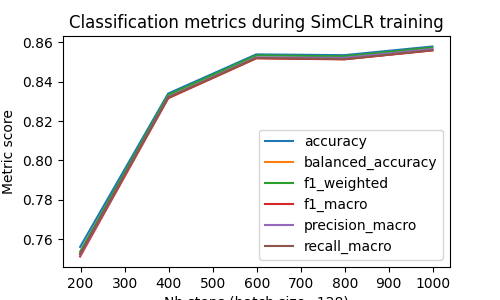 Classification metrics during SimCLR training
Metric score
0.86
0.84
0.82
0.80
0.78
0.76
accuracy
balanced_accuracy
f1_weighted
f1_macro
precision_macro
recall_macro
200 300 400 500 600 700 800 900 1000